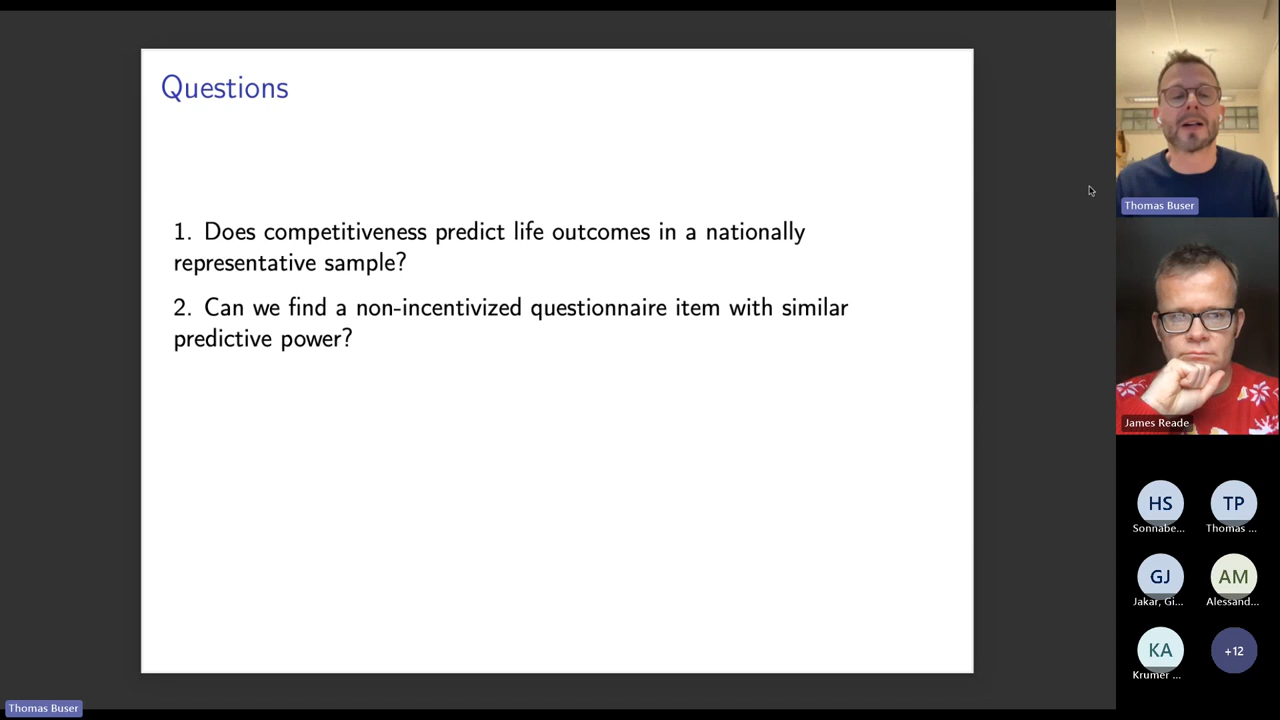 Questions
1. Does competitiveness predict life outcomes in a nationally
representative sample?
2. Can we find a non-incentivized questionnaire item with similar
predictive power?
Thomas Buser
James Reade
HS
TP
Sonnabe...
Thomas ...
GJ
AM
Jakar, Gi...
Alessand...
KA
+12
Krumer ...
Thomas Buser